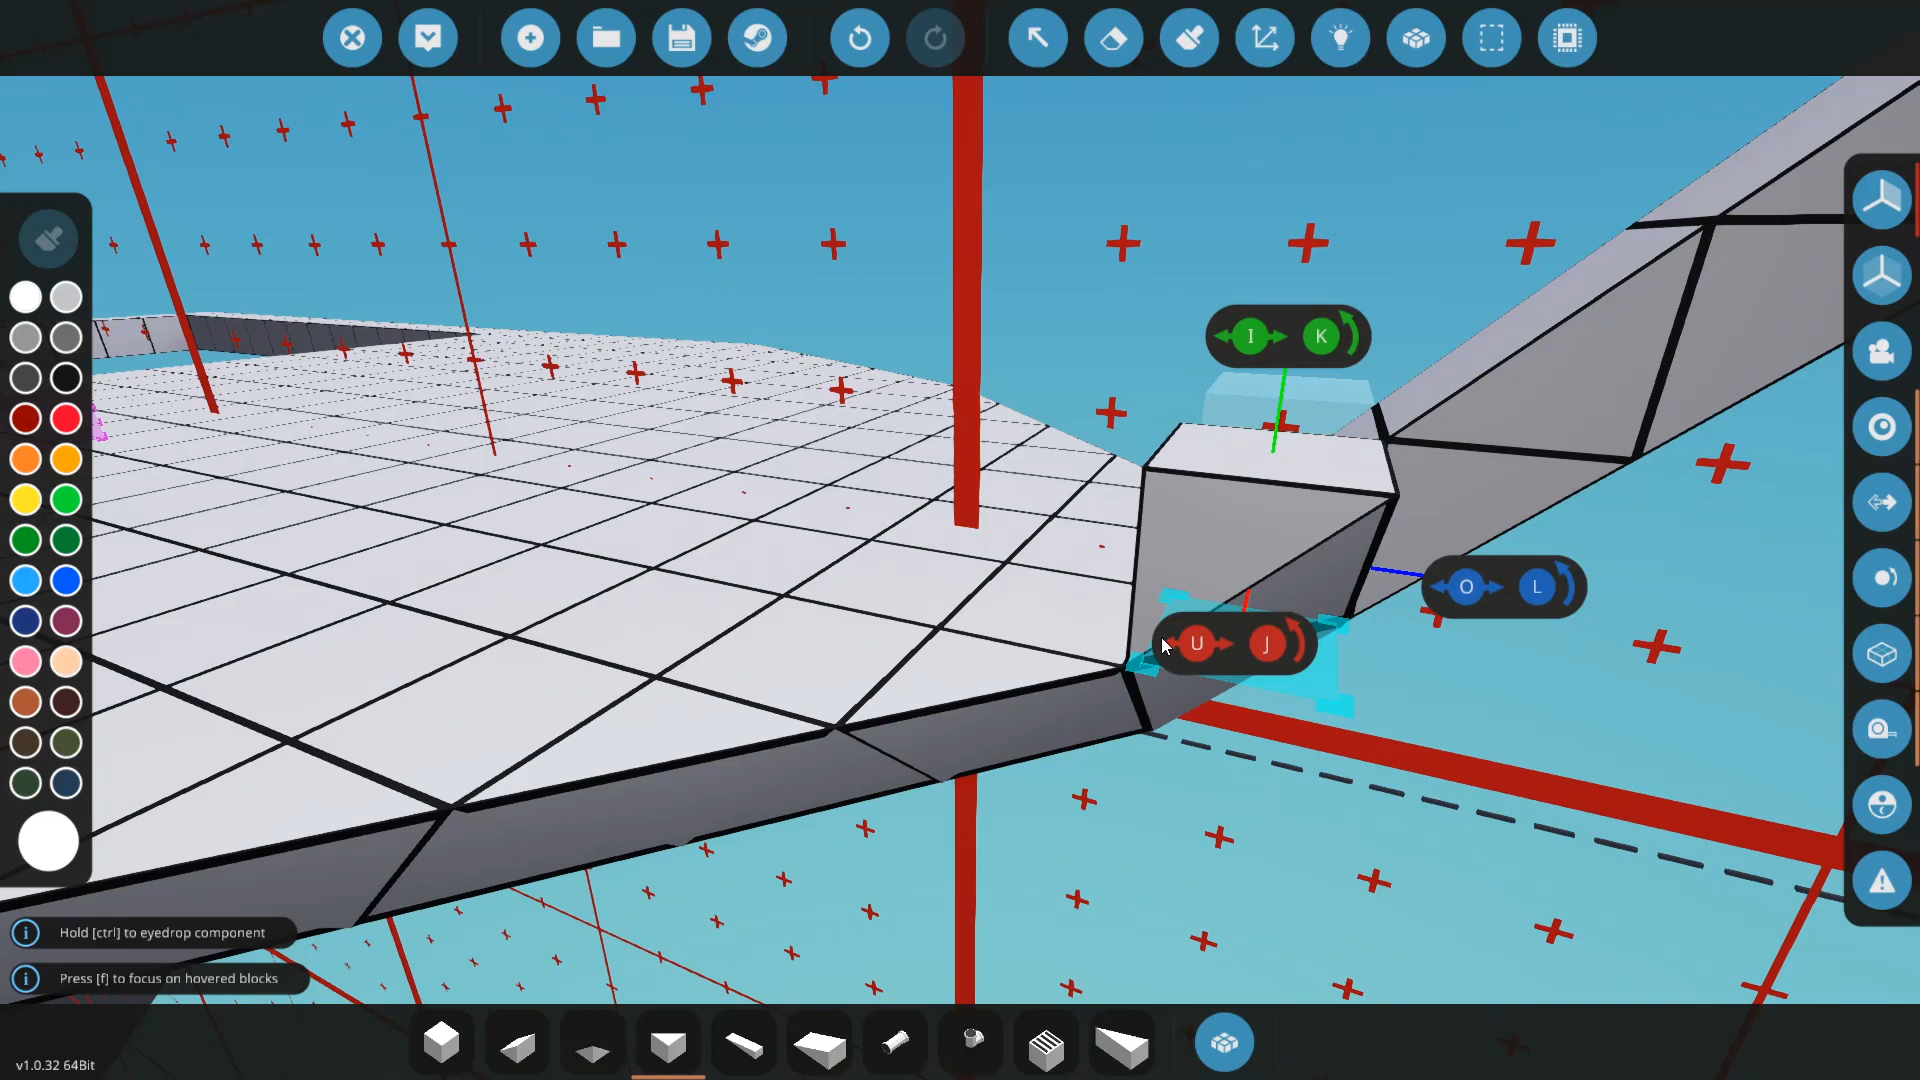 I K
O L
U J
Hold [ctrl] to eyedrop component
Press [f] to focus on hovered blocks
v1.0.32 64Bit